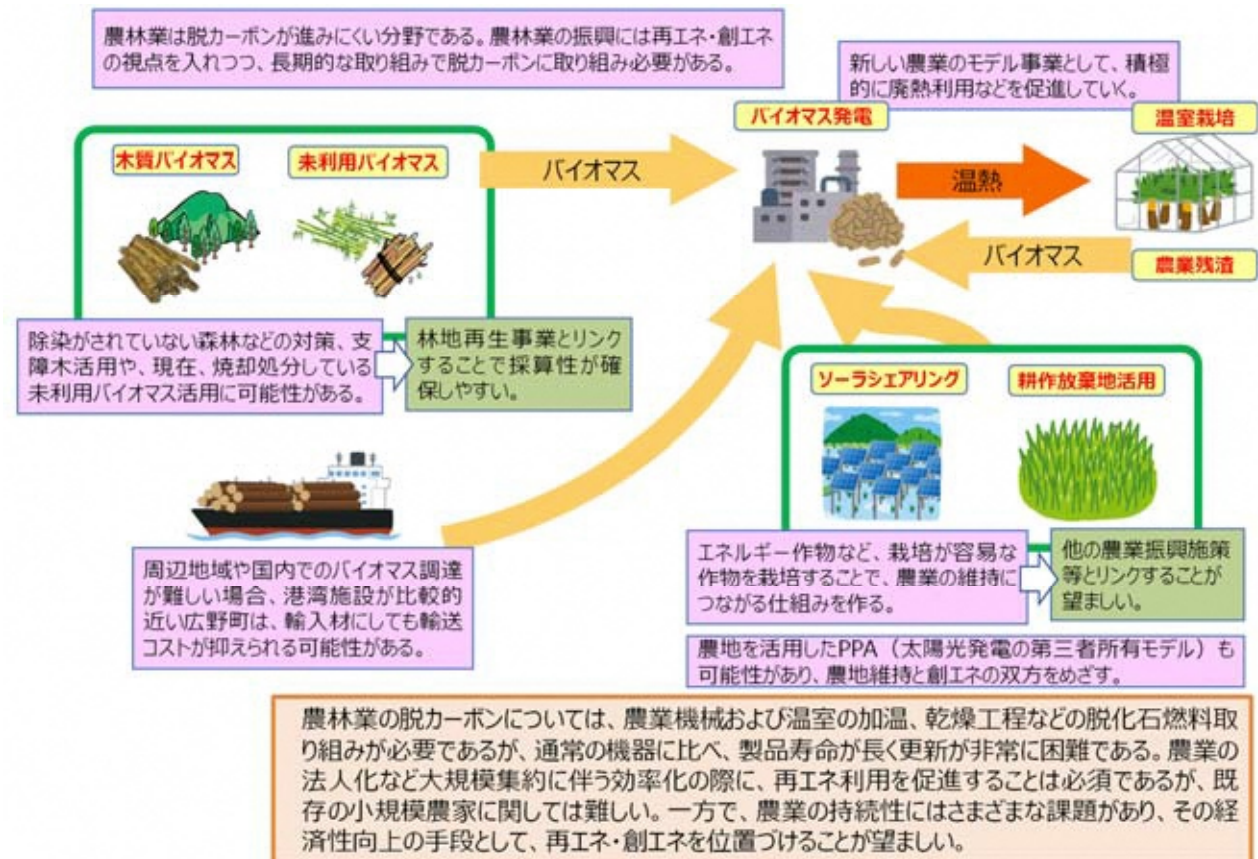 農林業は脱カーボンが進みにくい分野である。農林業の振興には再エネ・創エネ
の視点を入れつつ、長期的な取り組みで脱カーボンに取り組み必要がある。
新しい農業のモデル事業として、積極
的に廃熱利用などを促進していく。
木質バイオマス
未利用バイオマス
バイオマス
バイオマス発電
温熱
温室栽培
バイオマス
農業残渣
除染がされていない森林などの対策、支
障木活用や、現在、焼却処分している
未利用バイオマス活用に可能性がある。
林地再生事業とリンク
することで採算性が確
保しやすい。
ソーラシェアリング
耕作放棄地活用
周辺地域や国内でのバイオマス調達
が難しい場合、港湾施設が比較的
近い広野町は、輸入材にしても輸送
コストが抑えられる可能性がある。
エネルギー作物など、栽培が容易な
作物を栽培することで、農業の維持に
つながる仕組みを作る。
他の農業振興施策
等とリンクすることが
望ましい。
農地を活用したPPA（太陽光発電の第三者所有モデル）も
可能性があり、農地維持と創エネの双方をめざす。
農林業の脱カーボンについては、農業機械および温室の加温、乾燥工程などの脱化石燃料取
り組みが必要であるが、通常の機器に比べ、製品寿命が長く更新が非常に困難である。農業の
法人化など大規模集約に伴う効率化の際に、再エネ利用を促進することは必須であるが、既
存の小規模農家に関しては難しい。一方で、農業の持続性にはさまざまな課題があり、その経
済性向上の手段として、再エネ・創エネを位置づけることが望ましい。